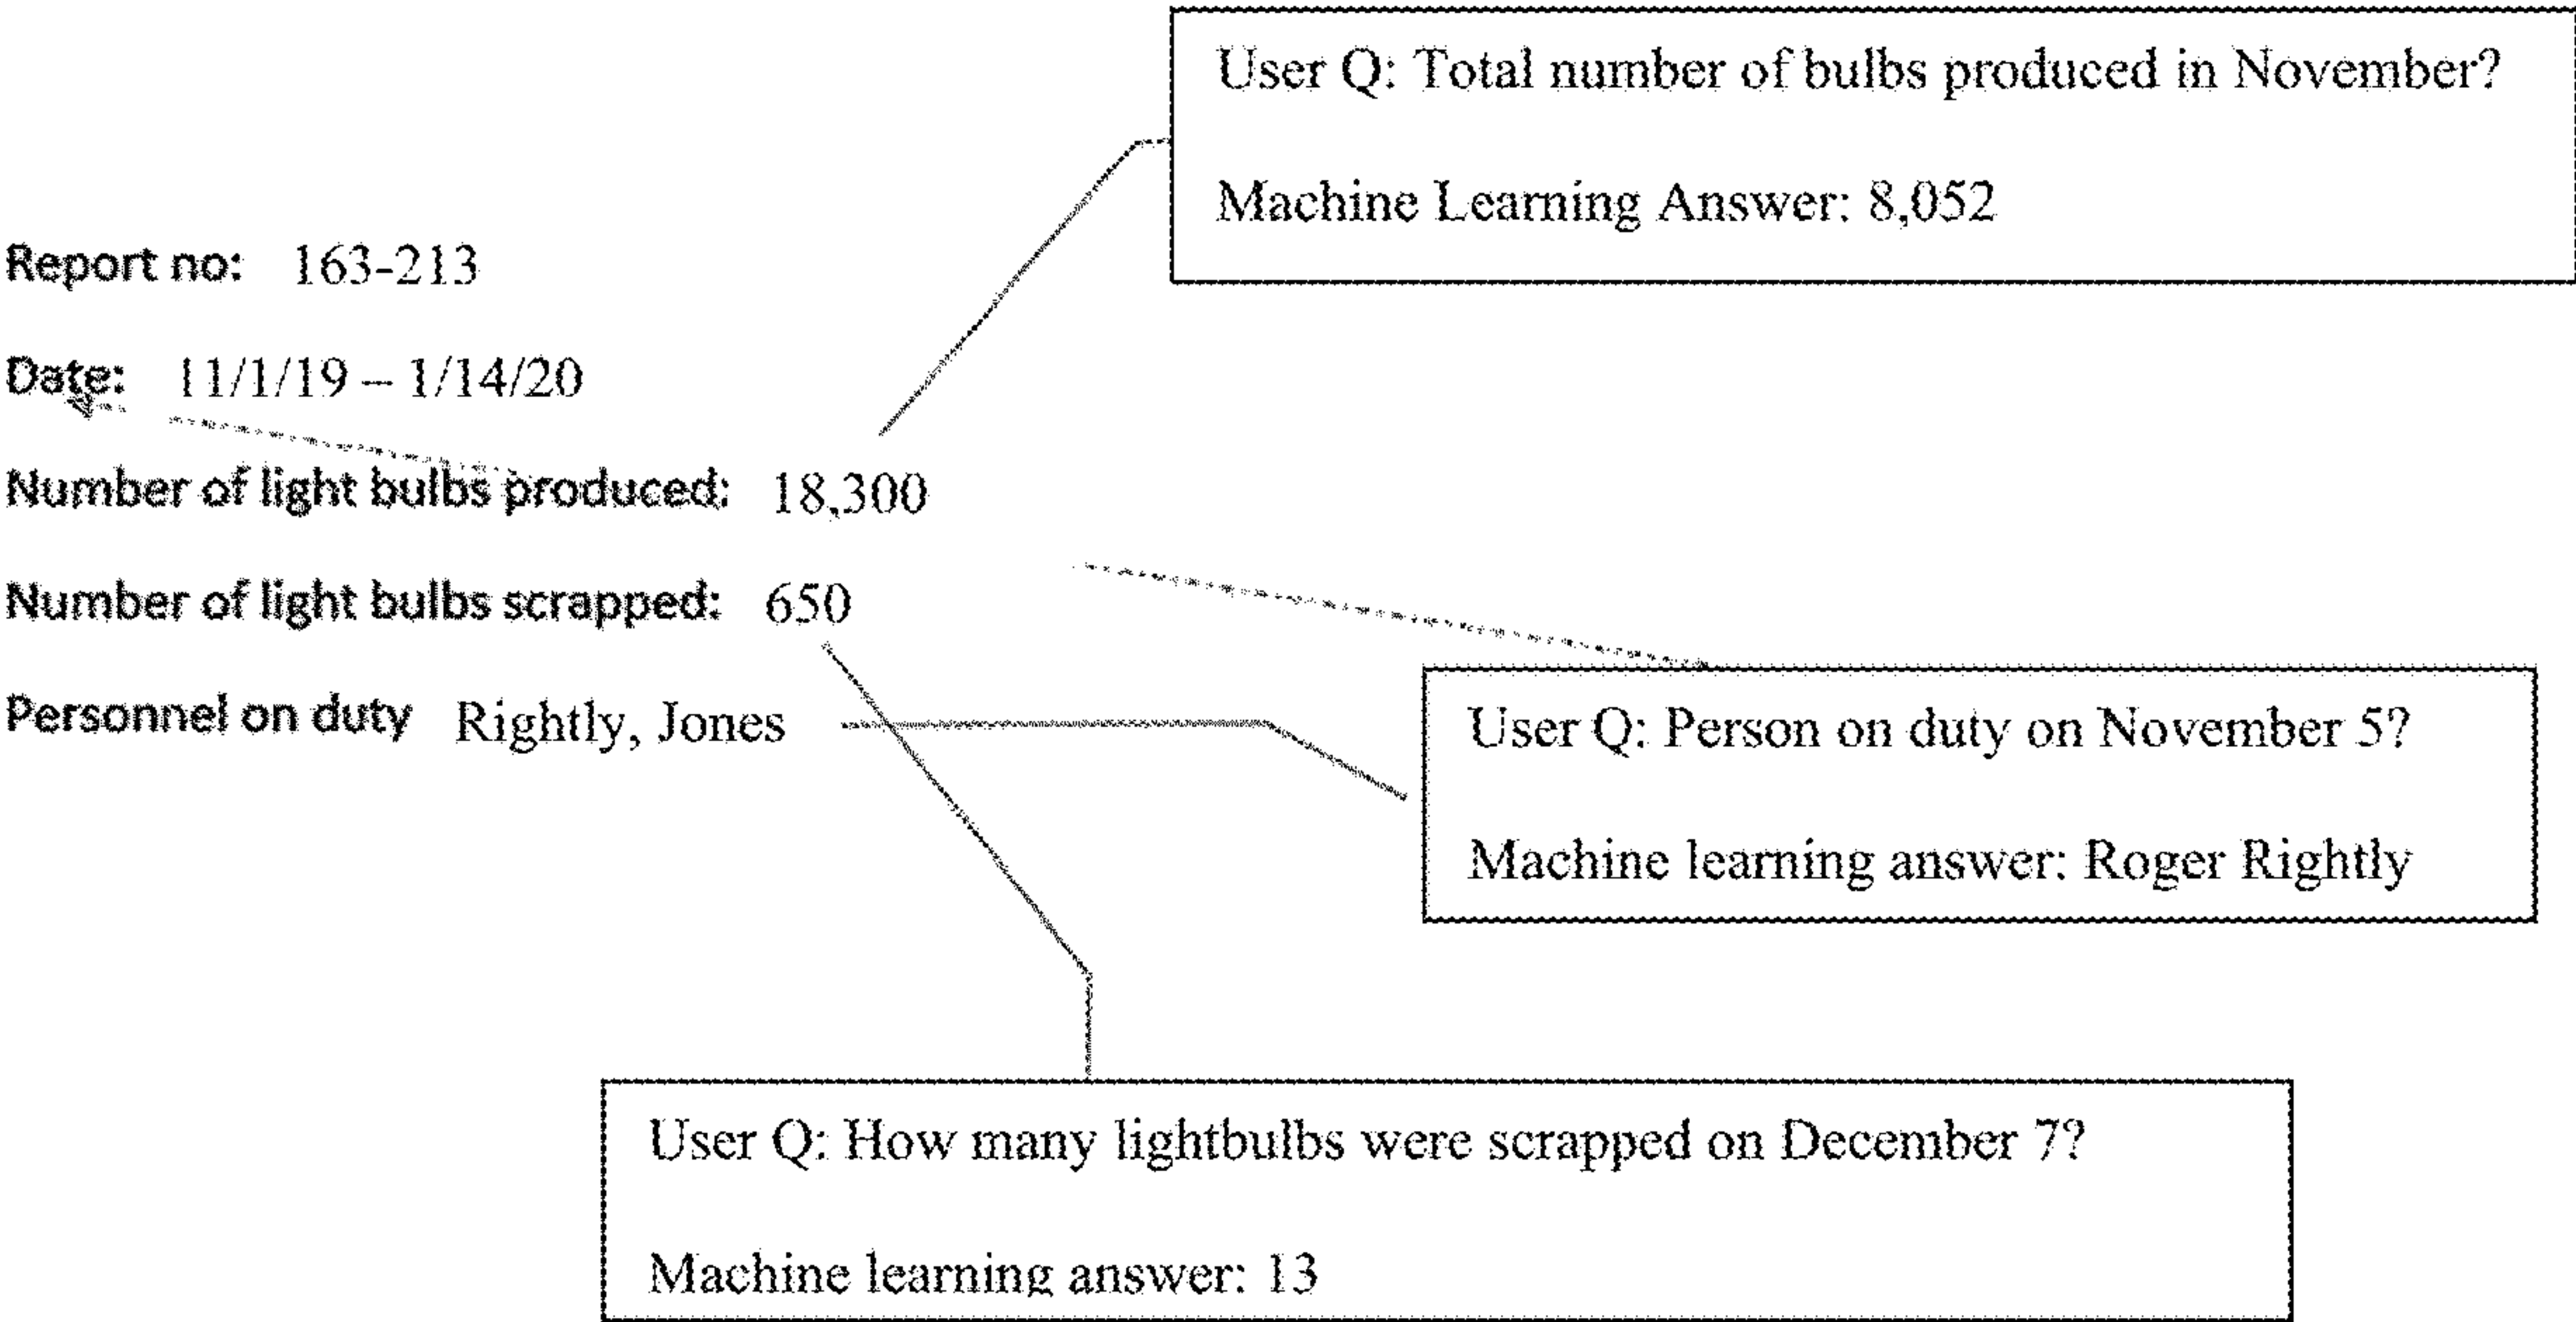 User Q: Total number of bulbs produced in November?
Machine Learning Answer: 8,052
Report no: 163-213
Date: 11/1/19 – 1/14/20
Number of light bulbs produced: 18,300
Number of light bulbs scrapped: 650
Personnel on duty Rightly, Jones
User Q: Person on duty on November 5?
Machine learning answer: Roger Rightly
User Q: How many lightbulbs were scrapped on December 7?
Machine learning answer: 13